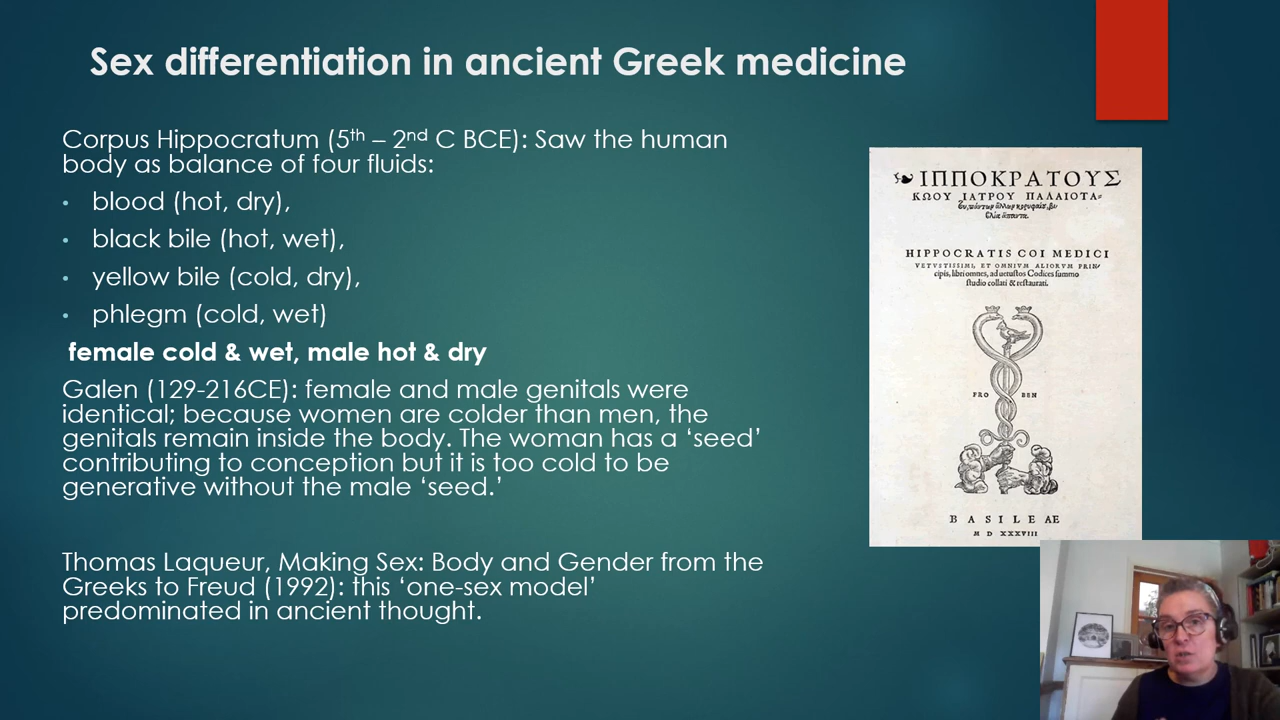 Sex differentiation in ancient Greek medicine
Corpus Hippocratum (5th – 2nd C BCE): Saw the human
body as balance of four fluids:
• blood (hot, dry),
• black bile (hot, wet),
• yellow bile (cold, dry),
• phlegm (cold, wet)
female cold & wet, male hot & dry
Galen (129-216CE): female and male genitals were
identical; because women are colder than men, the
genitals remain inside the body. The woman has a ‘seed’
contributing to conception but it is too cold to be
generative without the male ‘seed.’
Thomas Laqueur, Making Sex: Body and Gender from the
Greeks to Freud (1992): this ‘one-sex model’
predominated in ancient thought.
ΙΠΠΟΚΡΑΤΟΥΣ
ΚΩΟΥ ΙΑΤΡΟΥ ΠΑΛΑΙΟΤΑ=
HIPPOCRATIS COI MEDICI
VETVSTISSIMI, ET OMNIVM ALIORVM PRIN/
cipis, libri omnes, ad uetustos Codices summo
studio collati & restaurati.
FRO BEN
BASILEAE
M D XXXVIII